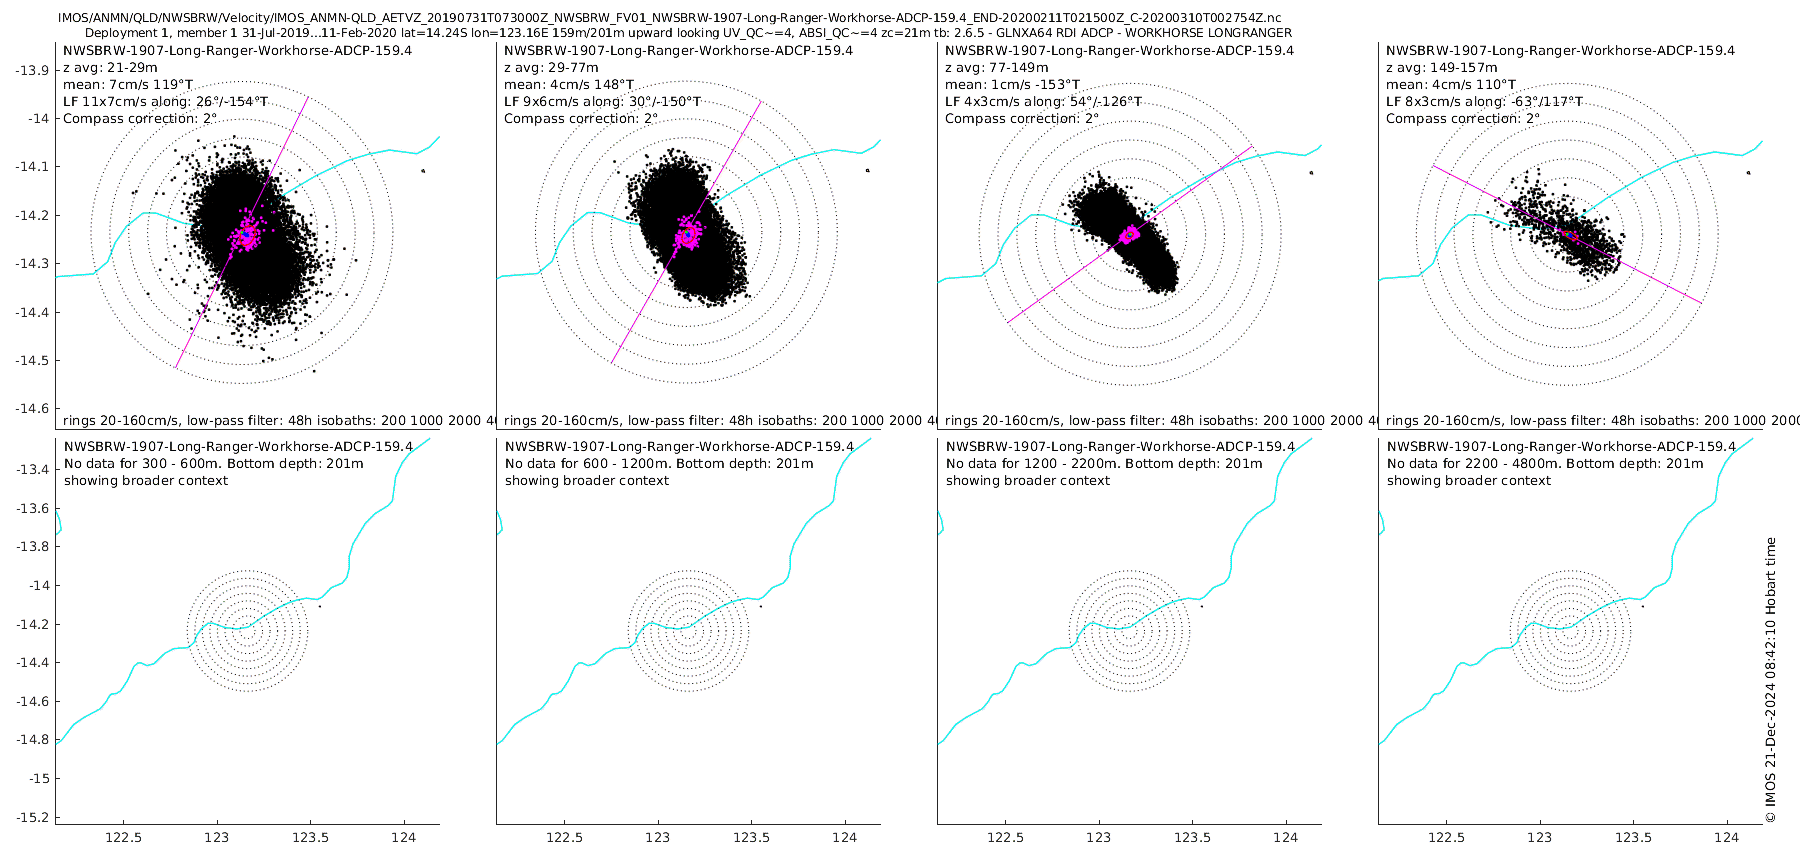 IMOS/ANMN/QLD/NWSBRW/Velocity/IMOS_ANMN-QLD_AETVZ_20190731T073000Z_NWSBRW_FV01_NWSBRW-1907-Long-Ranger-Workhorse-ADCP-159.4_END-20200211T021500Z_C-20200310T002754Z.nc
Deployment 1, member 1 31-Jul-2019...11-Feb-2020 lat=14.24S lon=123.16E 159m/201m upward looking UV_QC~=4, ABSI_QC~=4 zc=21m tb: 2.6.5 - GLNXA64 RDI ADCP - WORKHORSE LONGRANGER
NWSBRW-1907-Long-Ranger-Workhorse-ADCP-159.4
z avg: 21-29m
mean: 7cm/s 119°T
LF 11x7cm/s along: 26°/-154°T
Compass correction: 2°
rings 20-160cm/s, low-pass filter: 48h isobaths: 200 1000 2000 40
NWSBRW-1907-Long-Ranger-Workhorse-ADCP-159.4
z avg: 29-77m
mean: 4cm/s 148°T
LF 9x6cm/s along: 30°/-150°T
Compass correction: 2°
rings 20-160cm/s, low-pass filter: 48h isobaths: 200 1000 2000 40
NWSBRW-1907-Long-Ranger-Workhorse-ADCP-159.4
z avg: 77-149m
mean: 1cm/s -153°T
LF 4x3cm/s along: 54°/-126°T
Compass correction: 2°
rings 20-160cm/s, low-pass filter: 48h isobaths: 200 1000 2000 40
NWSBRW-1907-Long-Ranger-Workhorse-ADCP-159.4
z avg: 149-157m
mean: 4cm/s 110°T
LF 8x3cm/s along: -63°/117°T
Compass correction: 2°
rings 20-160cm/s, low-pass filter: 48h isobaths: 200 1000 2000
-13.9
-14
-14.1
-14.2
-14.3
-14.4
-14.5
-14.6
NWSBRW-1907-Long-Ranger-Workhorse-ADCP-159.4
No data for 300 - 600m. Bottom depth: 201m
showing broader context
NWSBRW-1907-Long-Ranger-Workhorse-ADCP-159.4
No data for 600 - 1200m. Bottom depth: 201m
showing broader context
NWSBRW-1907-Long-Ranger-Workhorse-ADCP-159.4
No data for 1200 - 2200m. Bottom depth: 201m
showing broader context
NWSBRW-1907-Long-Ranger-Workhorse-ADCP-159.4
No data for 2200 - 4800m. Bottom depth: 201m
showing broader context
-13.4
-13.6
-13.8
-14
-14.2
-14.4
-14.6
-14.8
-15
-15.2
122.5 123 123.5 124
122.5 123 123.5 124
122.5 123 123.5 124
122.5 123 123.5 124
© IMOS 21-Dec-2024 08:42:10 Hobart time